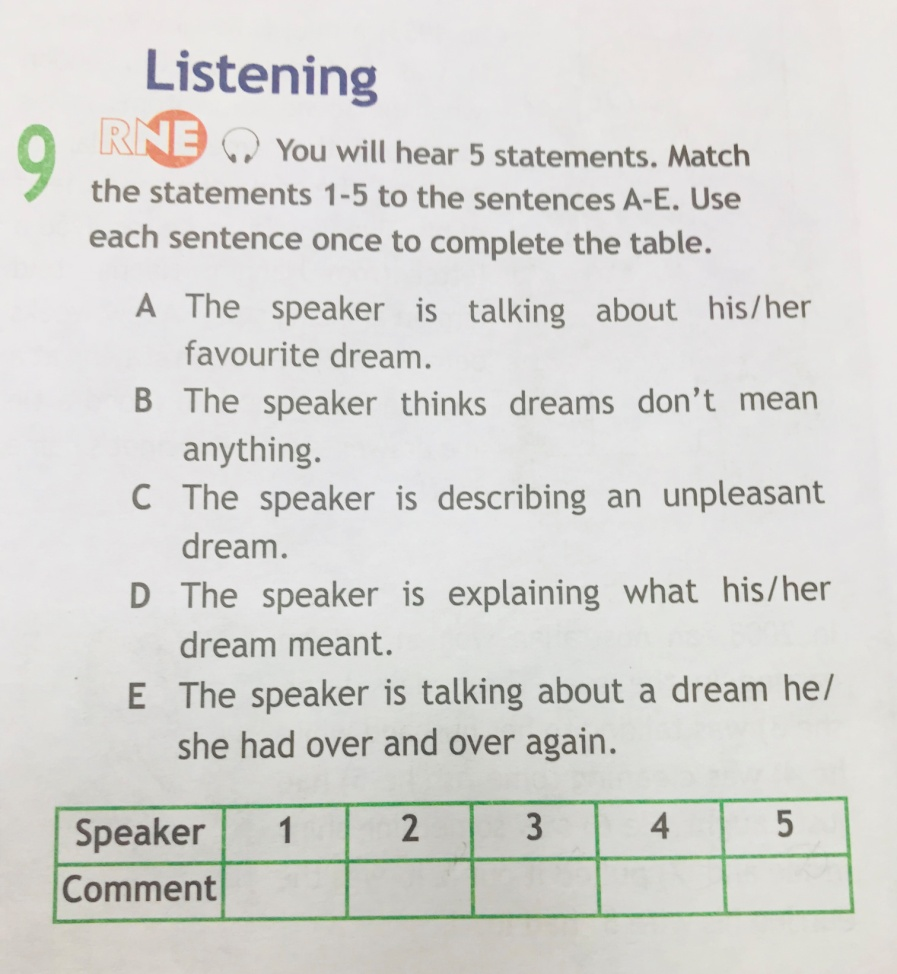 Listening
9 RNE You will hear 5 statements. Match
the statements 1-5 to the sentences A-E. Use
each sentence once to complete the table.
A The speaker is talking about his/her
favourite dream.
B The speaker thinks dreams don't mean
anything.
C The speaker is describing an unpleasant
dream.
D The speaker is explaining what his/her
dream meant.
E The speaker is talking about a dream he/
she had over and over again.
Speaker 1 2 3 4 5
Comment